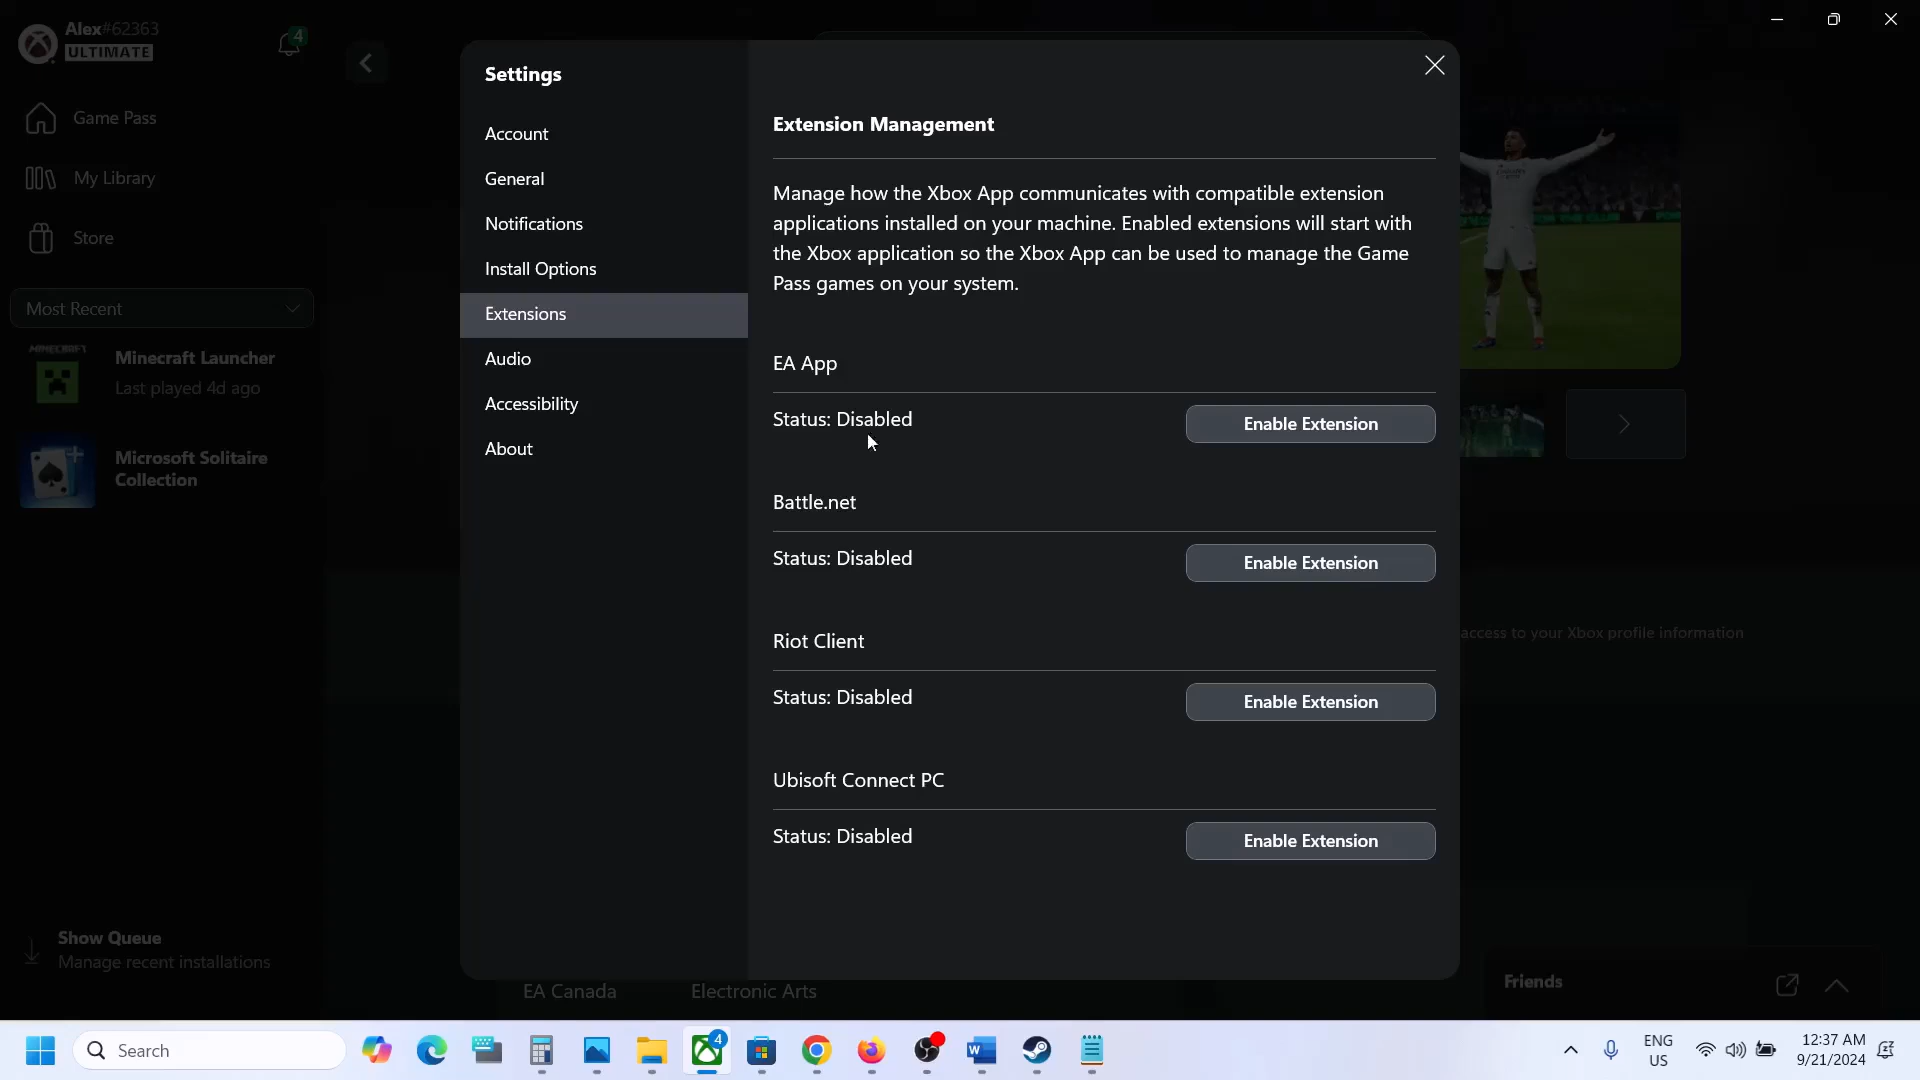 Alex#62363
ULTIMATE
4
Game Pass
My Library
Store
Most Recent
MINECRAFT
Minecraft Launcher
Last played 4d ago
Microsoft Solitaire
Collection
Show Queue
Manage recent installations
Settings
Account
General
Notifications
Install Options
Extensions
Audio
Accessibility
About
Extension Management
Manage how the Xbox App communicates with compatible extension
applications installed on your machine. Enabled extensions will start with
the Xbox application so the Xbox App can be used to manage the Game
Pass games on your system.
EA App
Status: Disabled
Enable Extension
Battle.net
Status: Disabled
Enable Extension
Riot Client
Status: Disabled
Enable Extension
Ubisoft Connect PC
Status: Disabled
Enable Extension
access to your Xbox profile information
EA Canada
Electronic Arts
Friends
Search
4
ENG
US
12:37 AM
9/21/2024